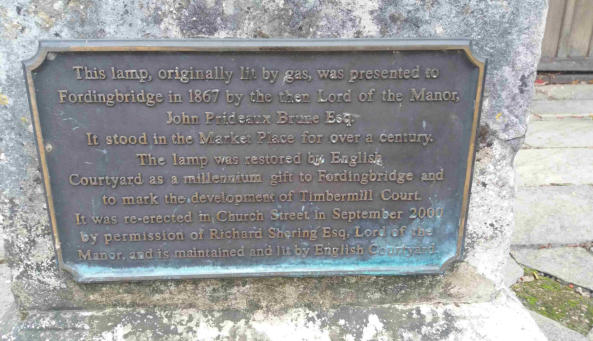 This lamp, originally lit by gas, was presented to
Fordingbridge in 1867 by the then Lord of the Manor,
John Prideaux Brune Esq.
It stood in the Market Place for over a century.
The lamp was restored by English
Courtyard as a millennium gift to Fordingbridge and
to mark the development of Timbermill Court.
It was re-erected in Church Street in September 2000
by permission of Richard Shering Esq. Lord of the
Manor, and is maintained and lit by English Courtyard.